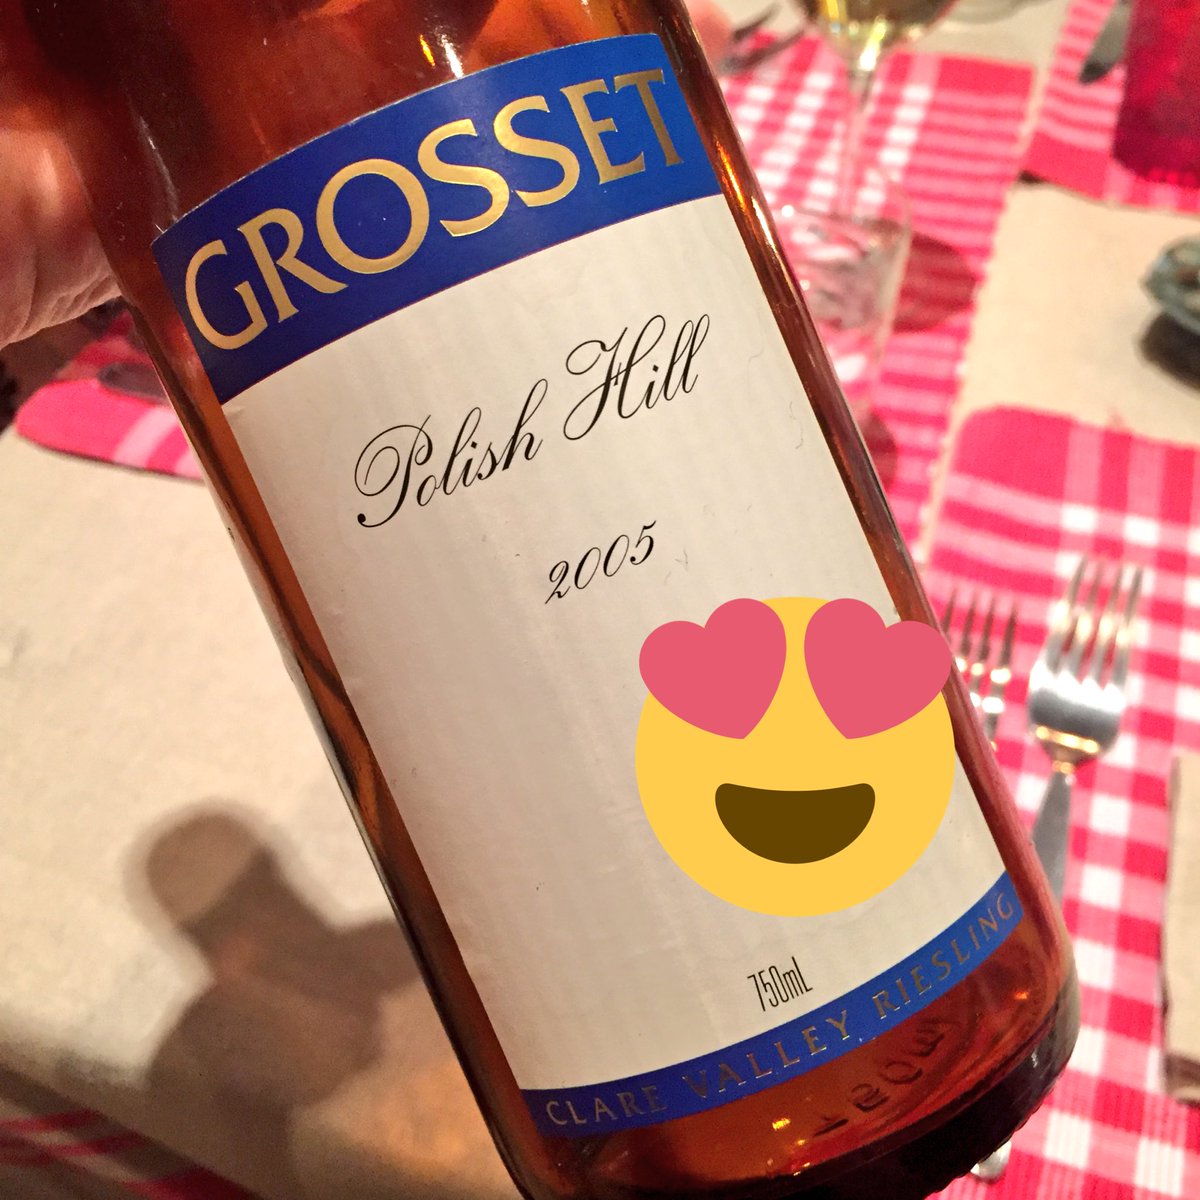 GROSSET
Polish Hill
2005
750mL
CLARE VALLEY RIESLING